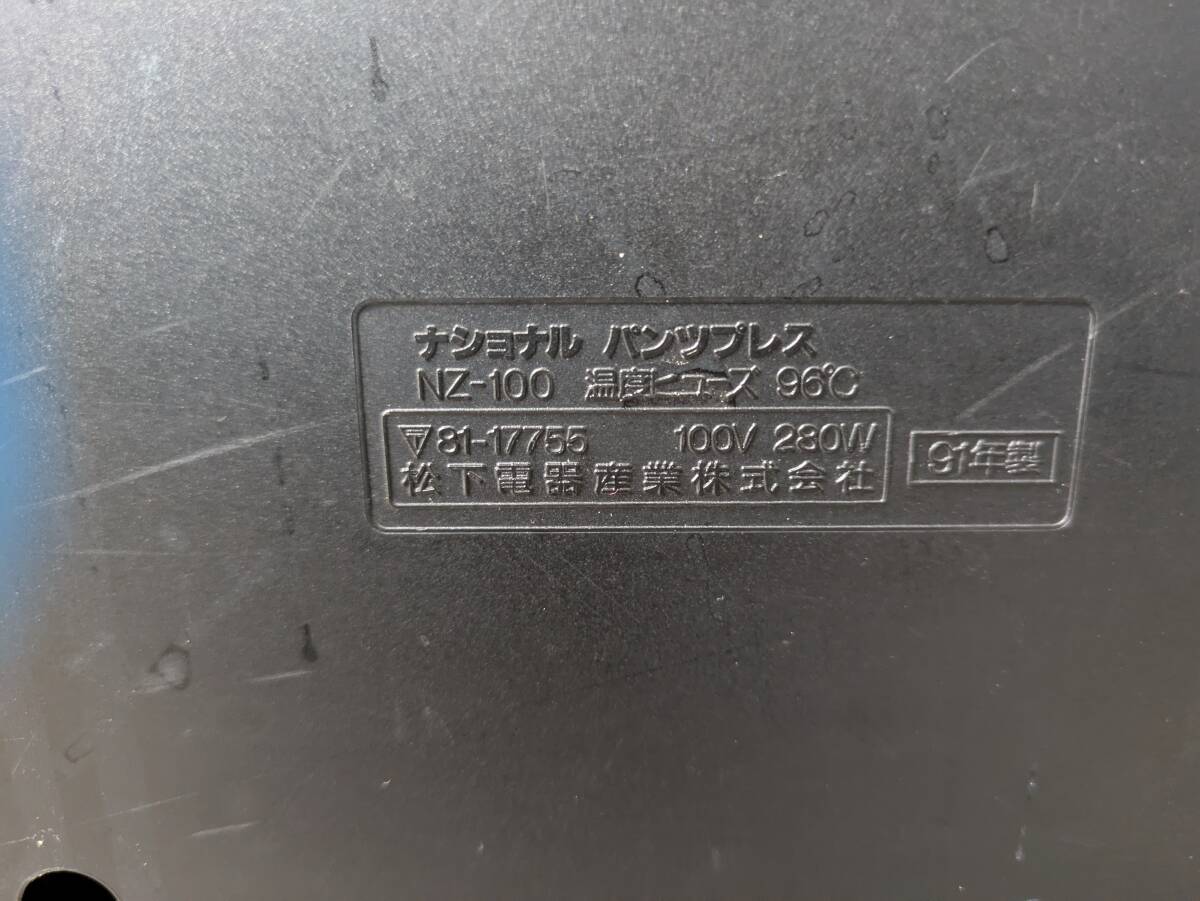 ナショナル パンツプレス
NZ-100 温度ヒューズ 96℃
81-17755 100V 280W
松下電器産業株式会社
91年製